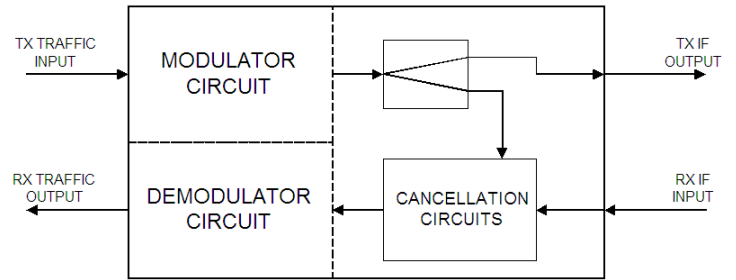 TX TRAFFIC
INPUT
MODULATOR
CIRCUIT
TX IF
OUTPUT
RX TRAFFIC
OUTPUT
DEMODULATOR
CIRCUIT
CANCELLATION
CIRCUITS
RX IF
INPUT